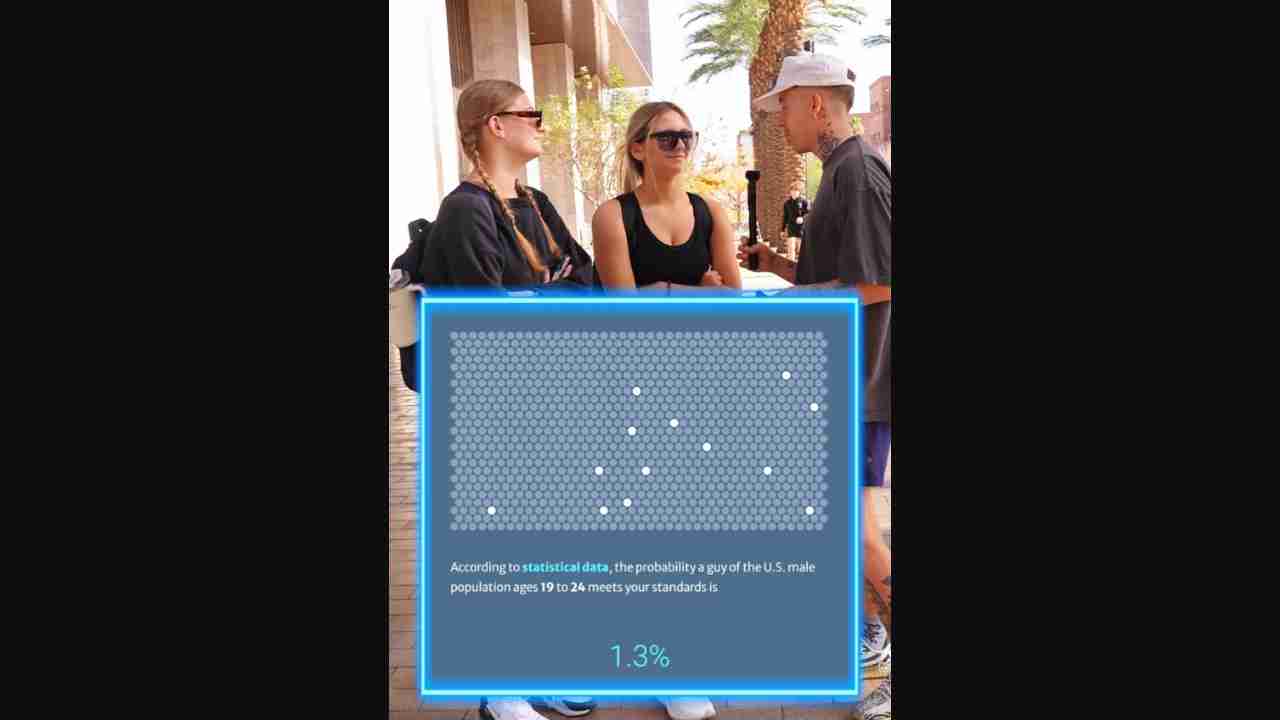 According to statistical data, the probability a guy of the U.S. male
population ages 19 to 24 meets your standards is
1.3%